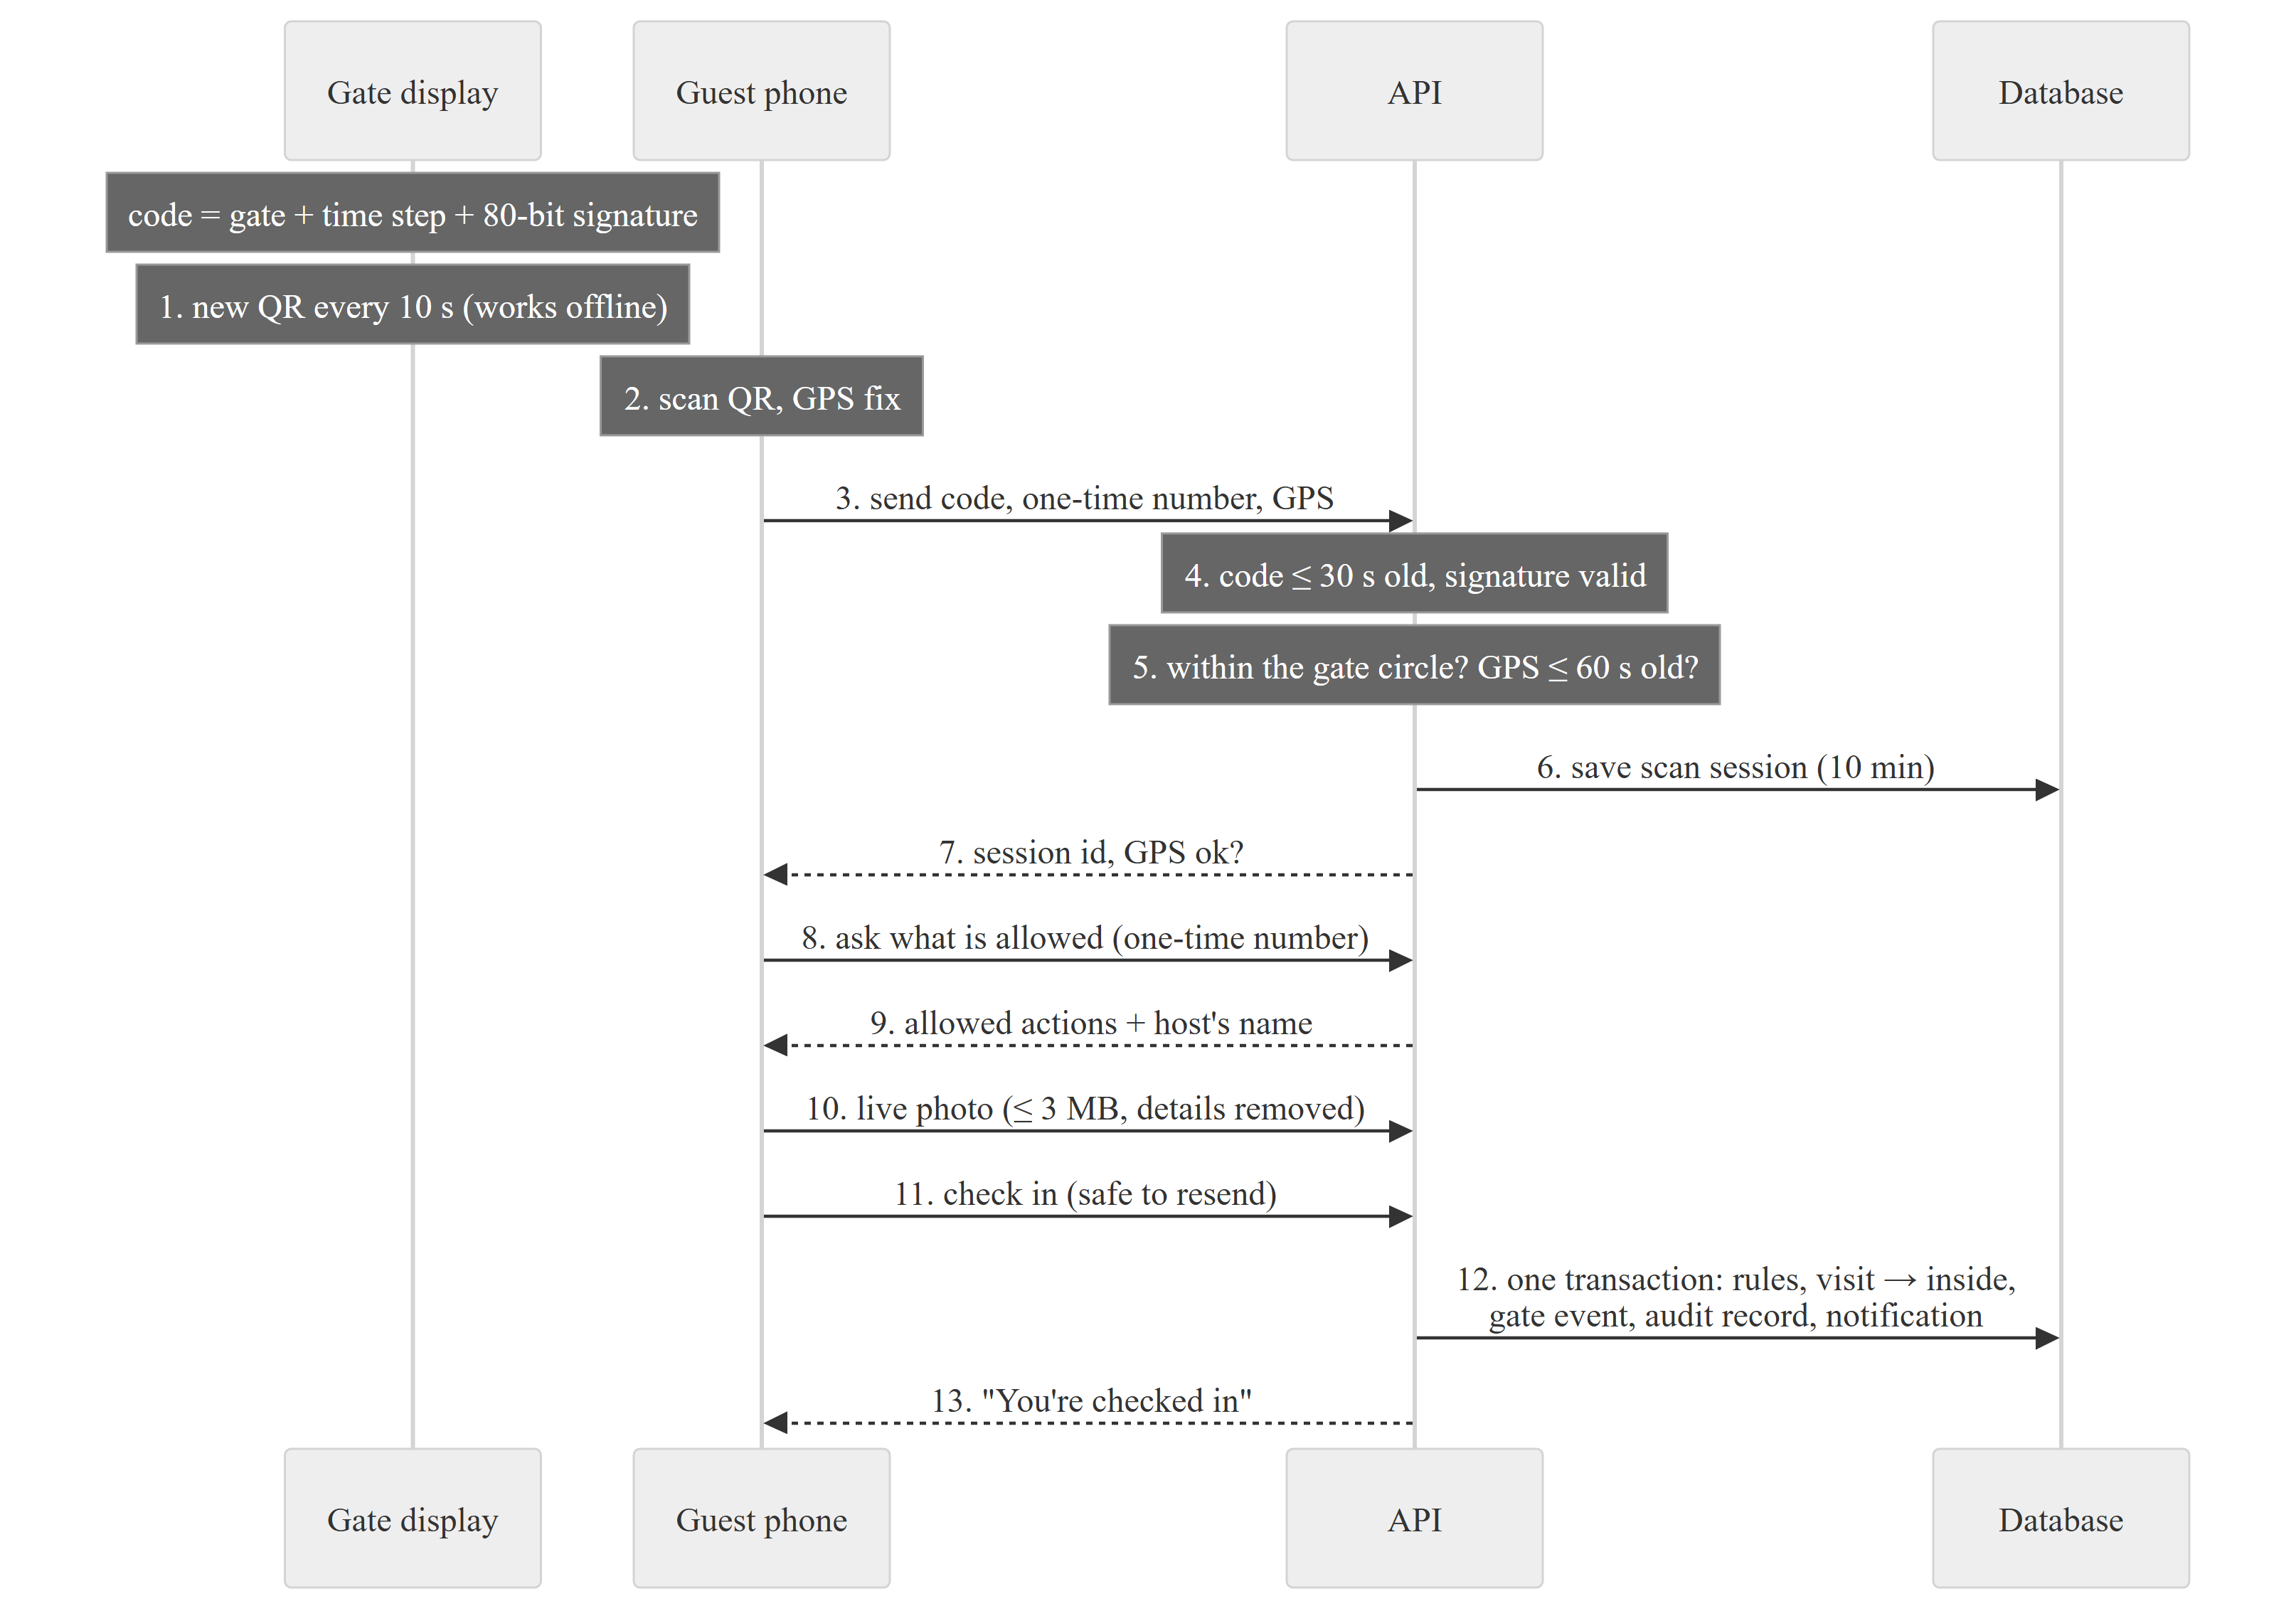 Gate display
Guest phone
API
Database
code = gate + time step + 80-bit signature
1. new QR every 10 s (works offline)
2. scan QR, GPS fix
3. send code, one-time number, GPS
4. code ≤ 30 s old, signature valid
5. within the gate circle? GPS ≤ 60 s old?
6. save scan session (10 min)
7. session id, GPS ok?
8. ask what is allowed (one-time number)
9. allowed actions + host's name
10. live photo (≤ 3 MB, details removed)
11. check in (safe to resend)
12. one transaction: rules, visit → inside,
gate event, audit record, notification
13. "You're checked in"
Gate display
Guest phone
API
Database